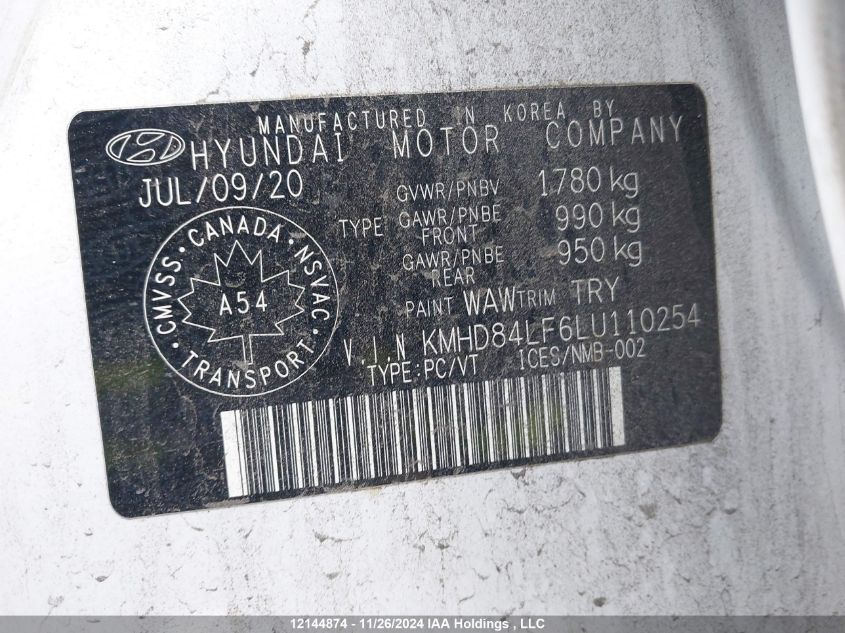 MANUFACTURED IN KOREA BY
HYUNDAI MOTOR COMPANY
JUL/09/20
GVWR/PNBV 1780 kg
TYPE GAWR/PNBE FRONT 990 kg
GAWR/PNBE REAR 950 kg
CMVSS · CANADA · NSVAC
A54
TRANSPORT
PAINT WAW TRIM TRY
V.I.N KMHD84LF6LU110254
TYPE:PC/VT ICES/NMB-002
12144874 - 11/26/2024 IAA Holdings , LLC